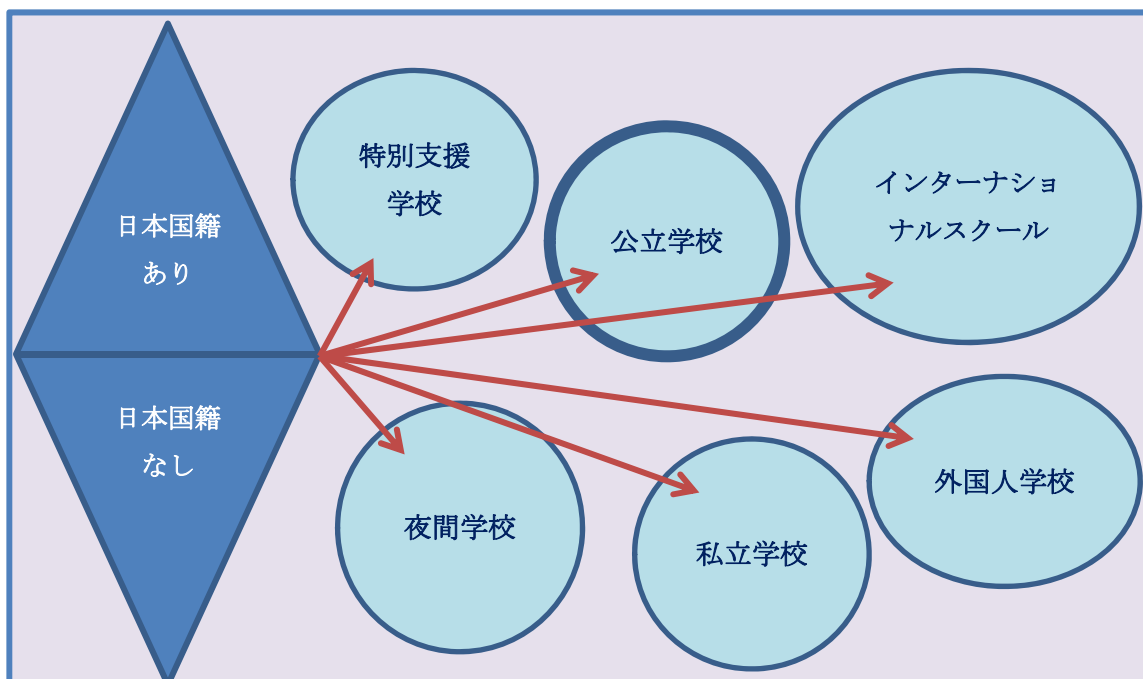 日本国籍
あり
日本国籍
なし
特別支援
学校
公立学校
インターナショ
ナルスクール
夜間学校
私立学校
外国人学校